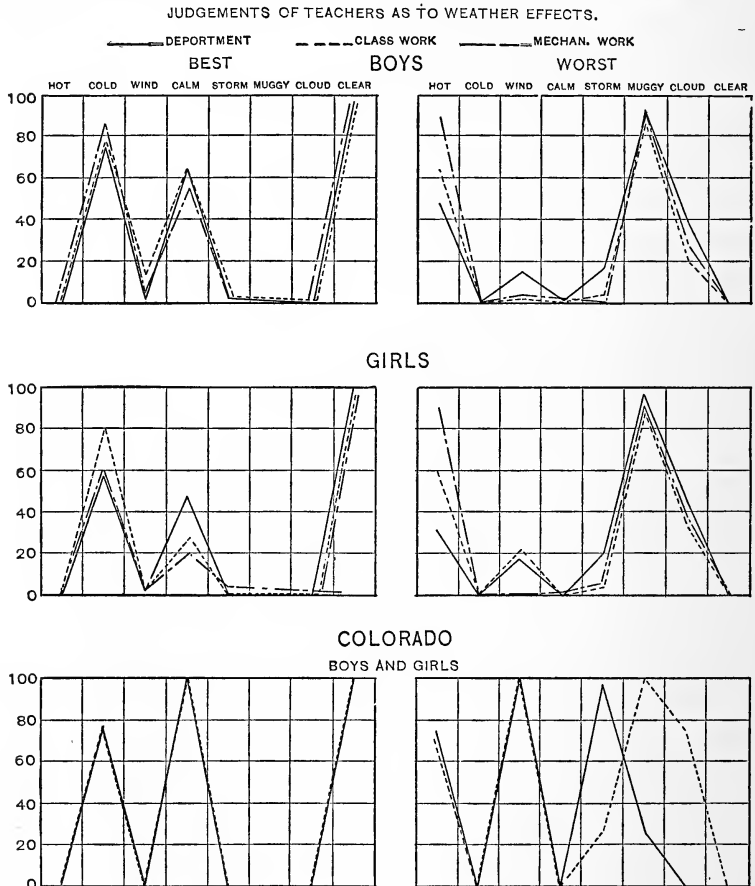 JUDGEMENTS OF TEACHERS AS TO WEATHER EFFECTS.
DEPORTMENT CLASS WORK MECHAN. WORK
BEST BOYS WORST
HOT COLD WIND CALM STORM MUGGY CLOUD CLEAR HOT COLD WIND CALM STORM MUGGY CLOUD CLEAR
100
80
60
40
20
0
GIRLS
100
80
60
40
20
0
COLORADO
BOYS AND GIRLS
100
80
60
40
20
0